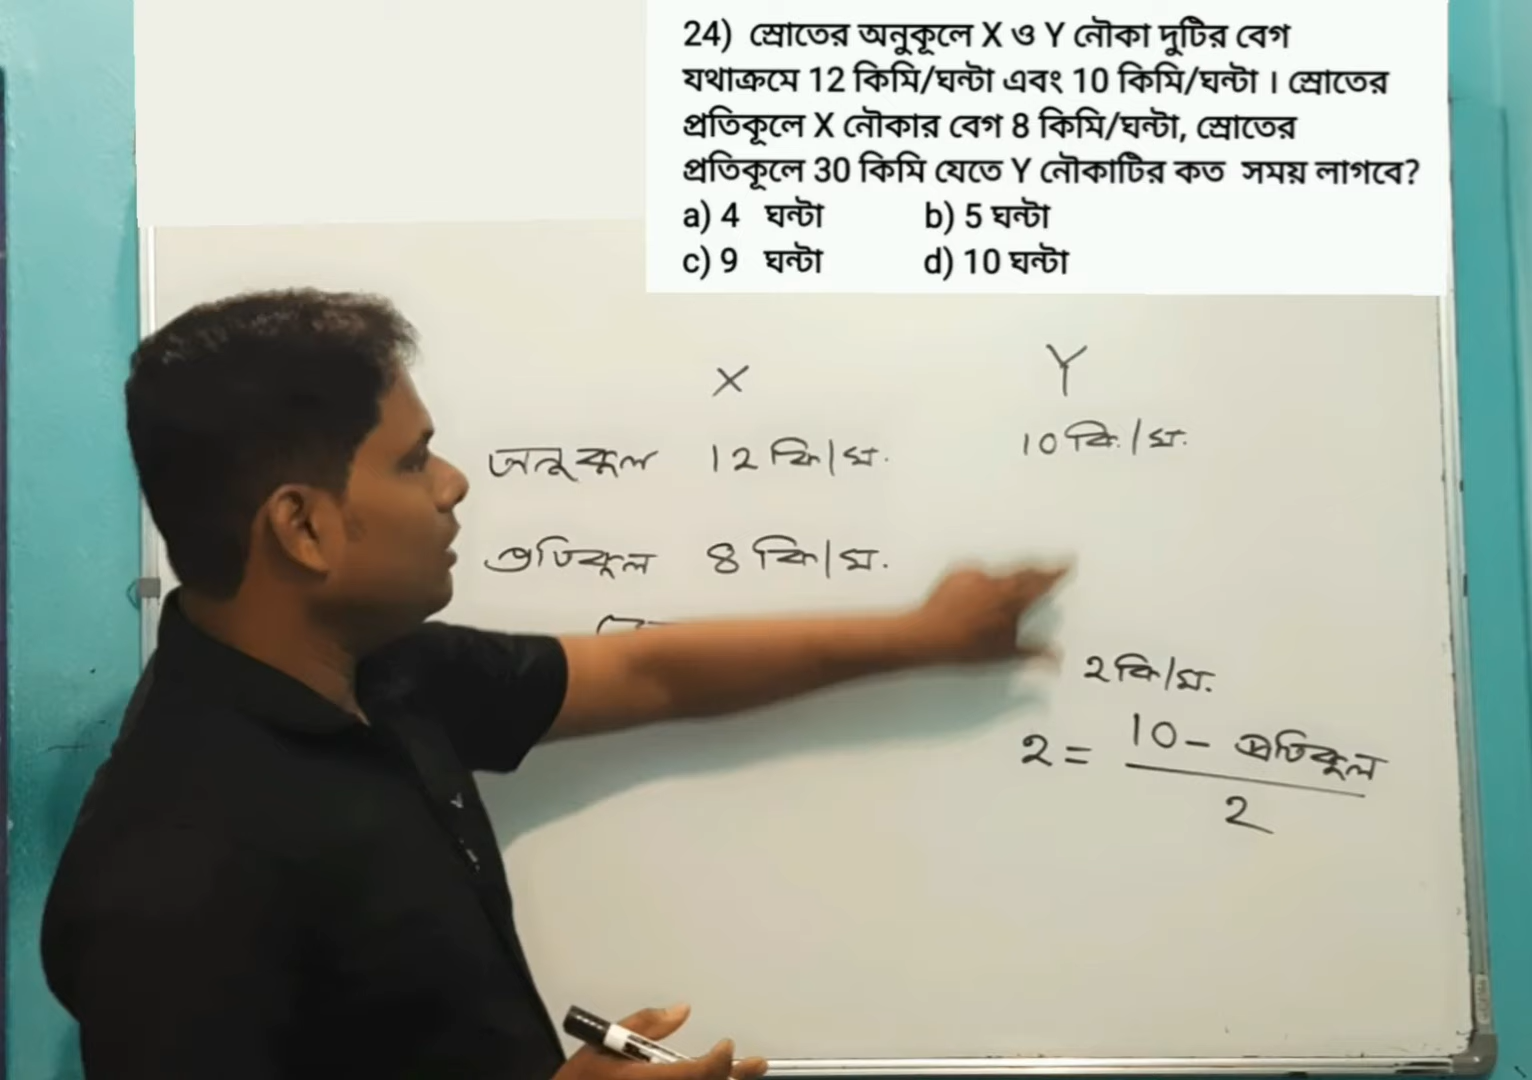 24) স্রোতের অনুকূলে X ও Y নৌকা দুটির বেগ
যথাক্রমে 12 কিমি/ঘন্টা এবং 10 কিমি/ঘন্টা । স্রোতের
প্রতিকূলে X নৌকার বেগ 8 কিমি/ঘন্টা, স্রোতের
প্রতিকূলে 30 কিমি যেতে Y নৌকাটির কত সময় লাগবে?
a) 4 ঘন্টা b) 5 ঘন্টা
c) 9 ঘন্টা d) 10 ঘন্টা
X Y
অনুকূল 12 কি/ঘ. 10 কি./ঘ.
প্রতিকূল 8 কি/ঘ.
2 কি/ঘ.
2 = 10 - প্রতিকূল
2